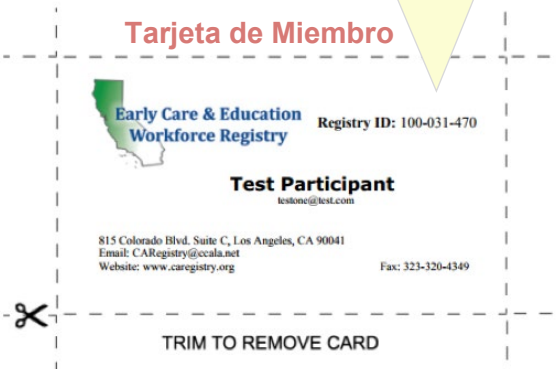 Tarjeta de Miembro
Early Care & Education
Workforce Registry
Registry ID: 100-031-470
Test Participant
testone@test.com
815 Colorado Blvd. Suite C, Los Angeles, CA 90041
Email: CARegistry@ccala.net
Website: www.caregistry.org
Fax: 323-320-4349
TRIM TO REMOVE CARD